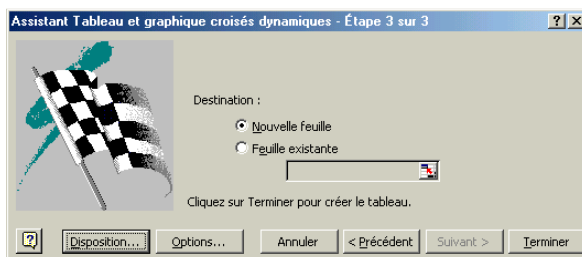 Assistant Tableau et graphique croisés dynamiques - Étape 3 sur 3
Destination :
Nouvelle feuille
Feuille existante
Cliquez sur Terminer pour créer le tableau.
Disposition... Options... Annuler < Précédent Suivant > Terminer